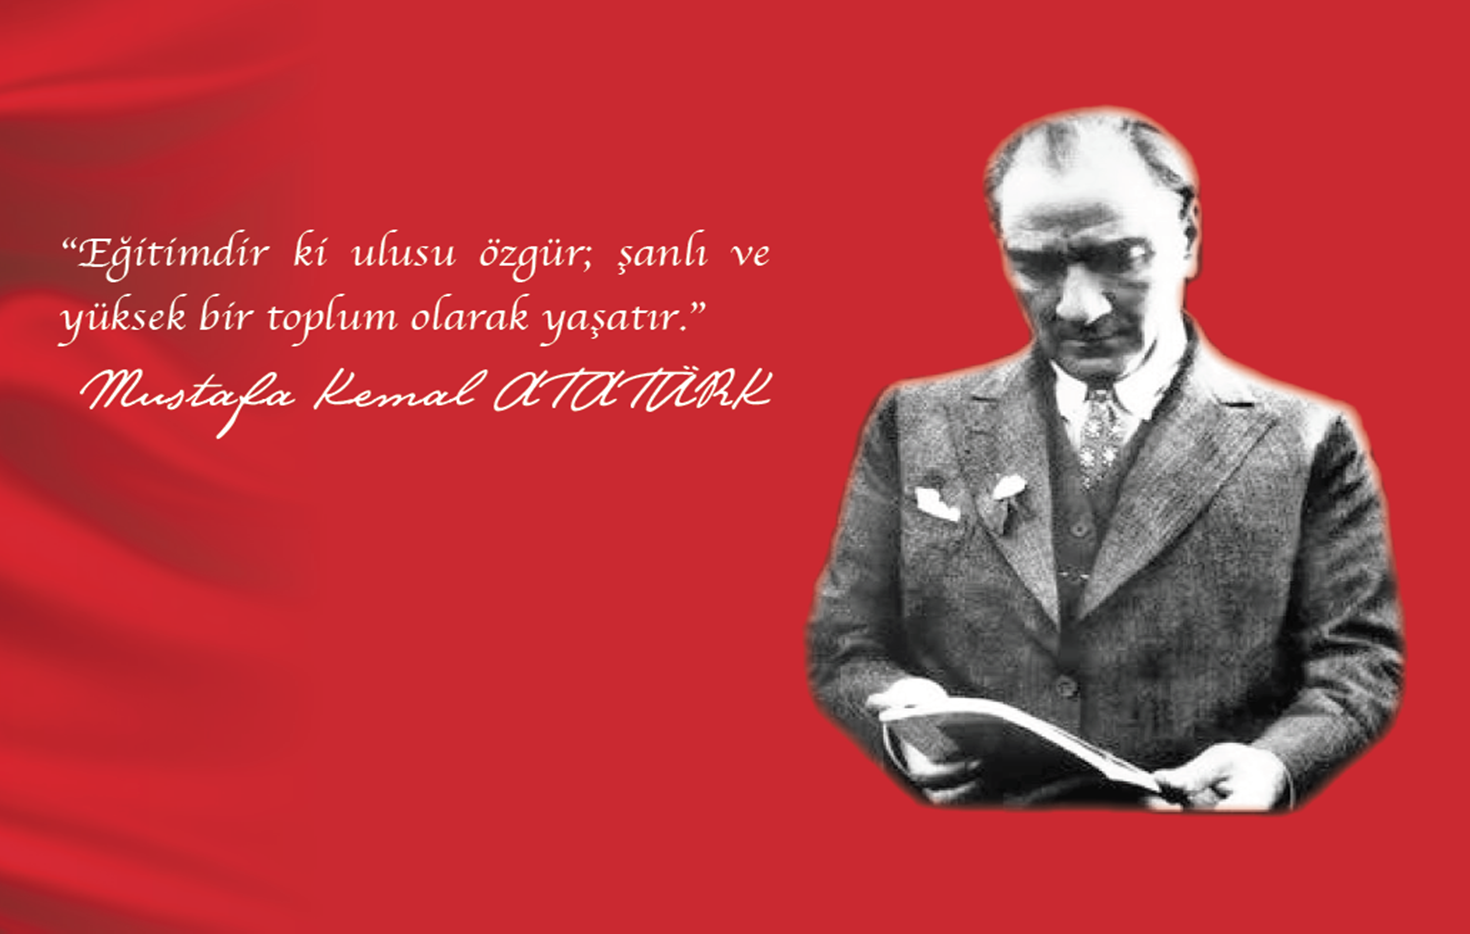 “Eğitimdir ki ulusu özgür; şanlı ve
yüksek bir toplum olarak yaşatır.”
Mustafa Kemal ATATÜRK